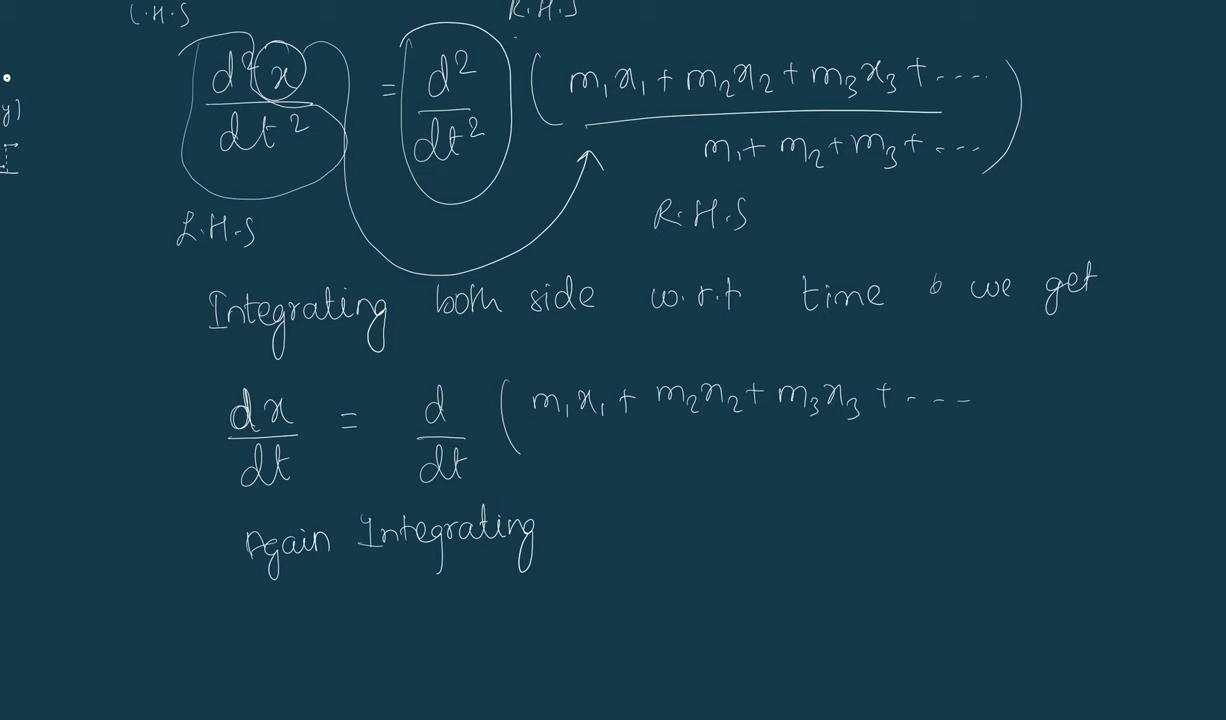 L.H.S R.H.S
y)
d²x/dt² = d²/dt² ( m₁x₁ + m₂x₂ + m₃x₃ + .... / m₁ + m₂ + m₃ + ... )
L.H.S R.H.S
Integrating both side w.r.t time we get
dx/dt = d/dt ( m₁x₁ + m₂x₂ + m₃x₃ + ...
Again Integrating